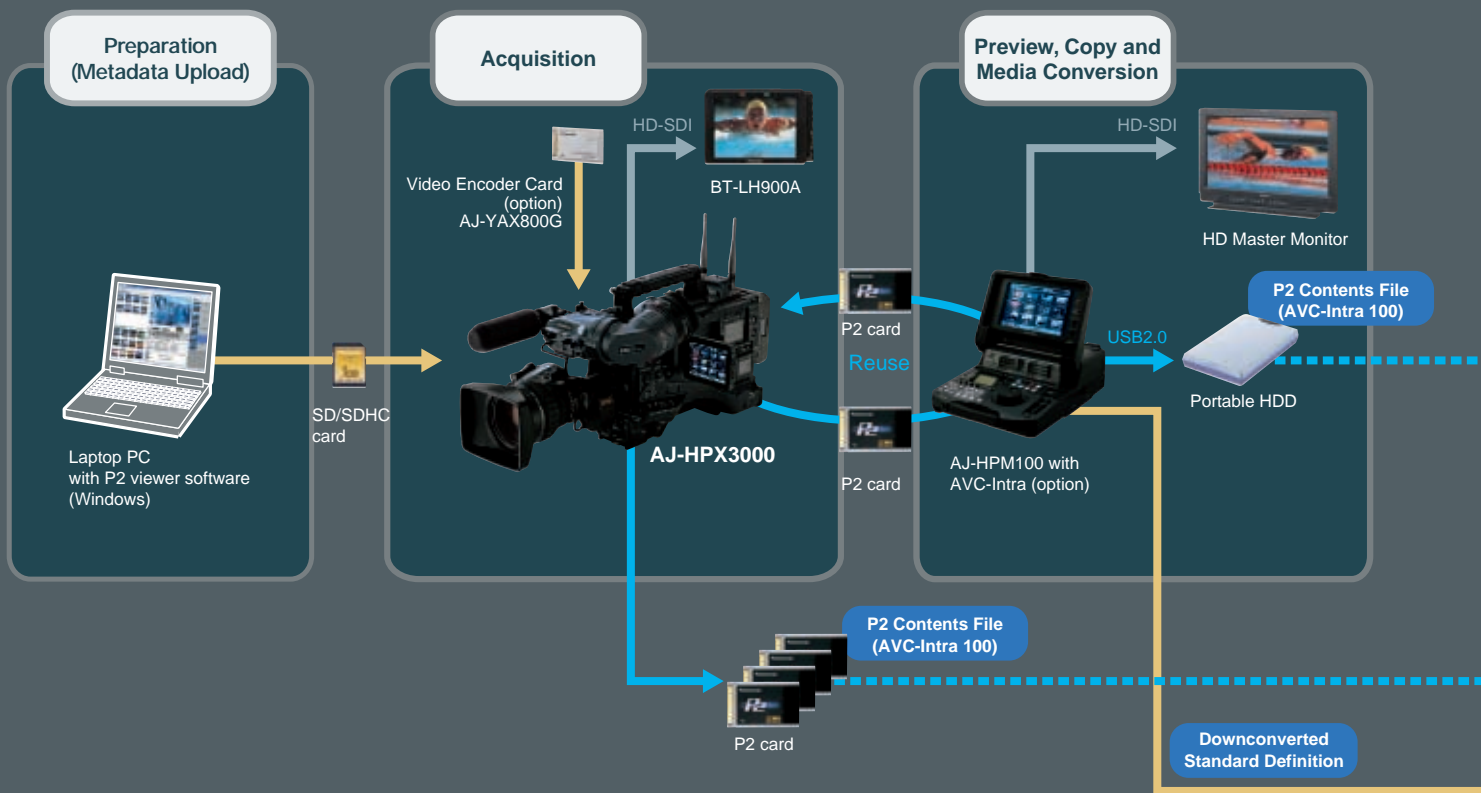 Preparation
(Metadata Upload)
Acquisition
Preview, Copy and
Media Conversion
HD-SDI
HD-SDI
Video Encoder Card
(option)
AJ-YAX800G
BT-LH900A
HD Master Monitor
P2 Contents File
(AVC-Intra 100)
P2 card
Reuse
USB2.0
SD/SDHC
card
Portable HDD
Laptop PC
with P2 viewer software
(Windows)
AJ-HPX3000
P2 card
AJ-HPM100 with
AVC-Intra (option)
P2 Contents File
(AVC-Intra 100)
P2 card
Downconverted
Standard Definition
P2
P2
P2